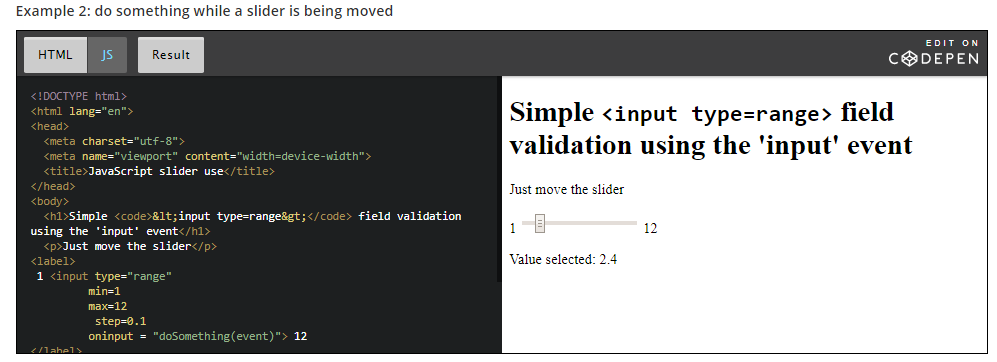 Example 2: do something while a slider is being moved
HTML
JS
Result
EDIT ON
CODEPEN
<!DOCTYPE html>
<html lang="en">
<head>
<meta charset="utf-8">
<meta name="viewport" content="width=device-width">
<title>JavaScript slider use</title>
</head>
<body>
<h1>Simple <code>&lt;input type=range&gt;</code> field validation
using the 'input' event</h1>
<p>Just move the slider</p>
<label>
1 <input type="range"
min=1
max=12
step=0.1
oninput = "doSomething(event)"> 12
</label>
Simple <input type=range> field
validation using the 'input' event
Just move the slider
1 12
Value selected: 2.4